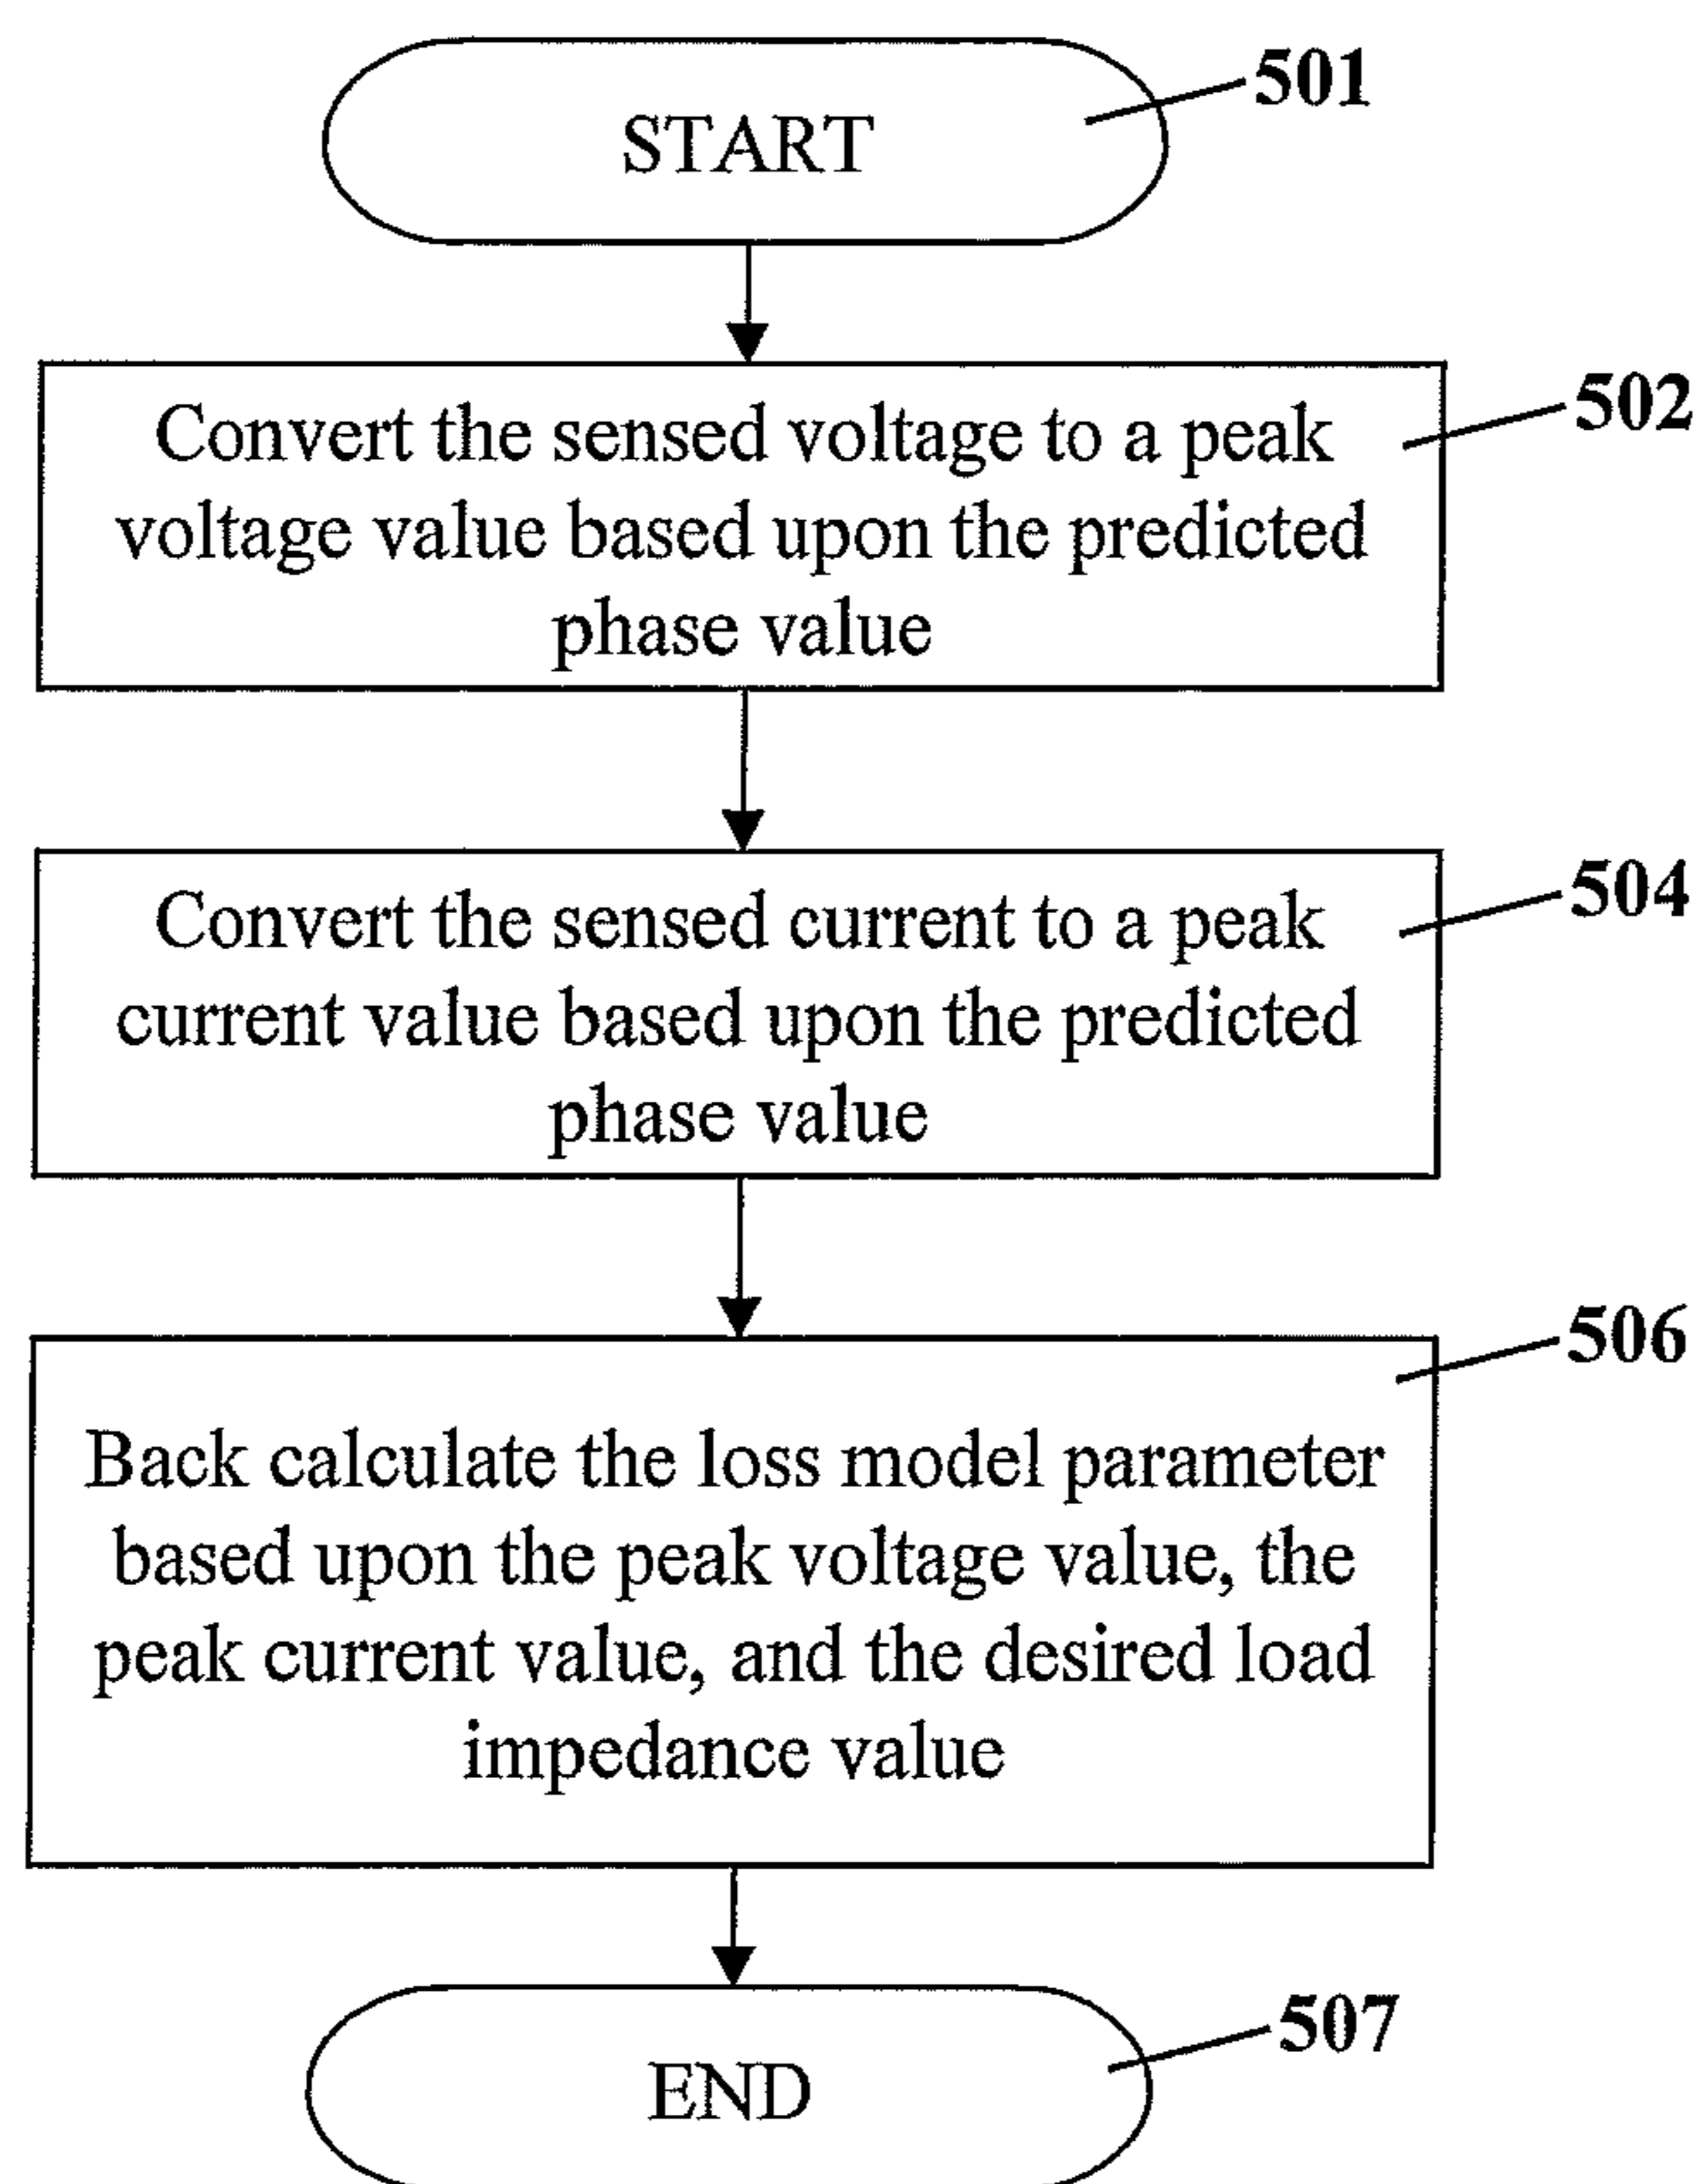 START
501
Convert the sensed voltage to a peak
voltage value based upon the predicted
phase value
502
Convert the sensed current to a peak
current value based upon the predicted
phase value
504
Back calculate the loss model parameter
based upon the peak voltage value, the
peak current value, and the desired load
impedance value
506
END
507